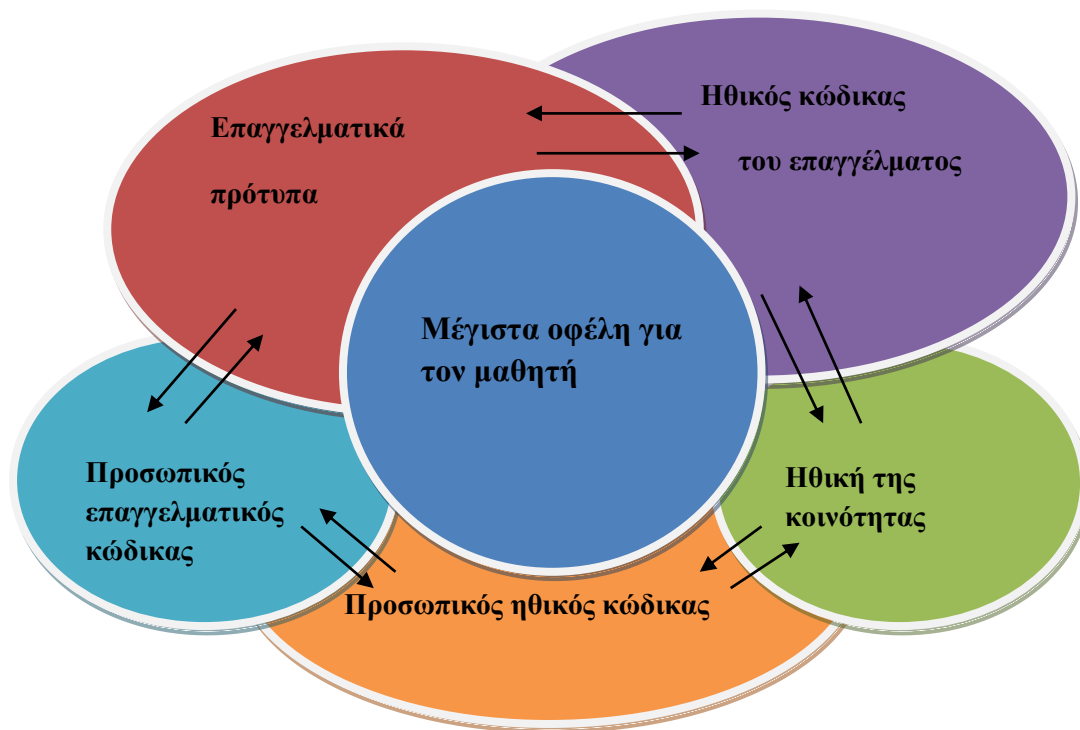 Επαγγελματικά
πρότυπα
Ηθικός κώδικας
του επαγγέλματος
Μέγιστα οφέλη για
τον μαθητή
Προσωπικός
επαγγελματικός
κώδικας
Ηθική της
κοινότητας
Προσωπικός ηθικός κώδικας